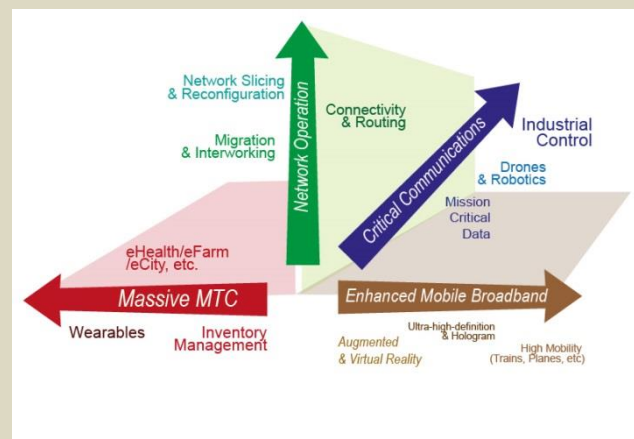 Network Slicing
& Reconfiguration
Migration
& Interworking
Network Operation
Connectivity
& Routing
Critical Communications
Industrial
Control
Drones
& Robotics
Mission
Critical
Data
eHealth/eFarm
/eCity, etc.
Massive MTC
Wearables
Inventory
Management
Enhanced Mobile Broadband
Ultra-high-definition
& Hologram
Augmented
& Virtual Reality
High Mobility
(Trains, Planes, etc)